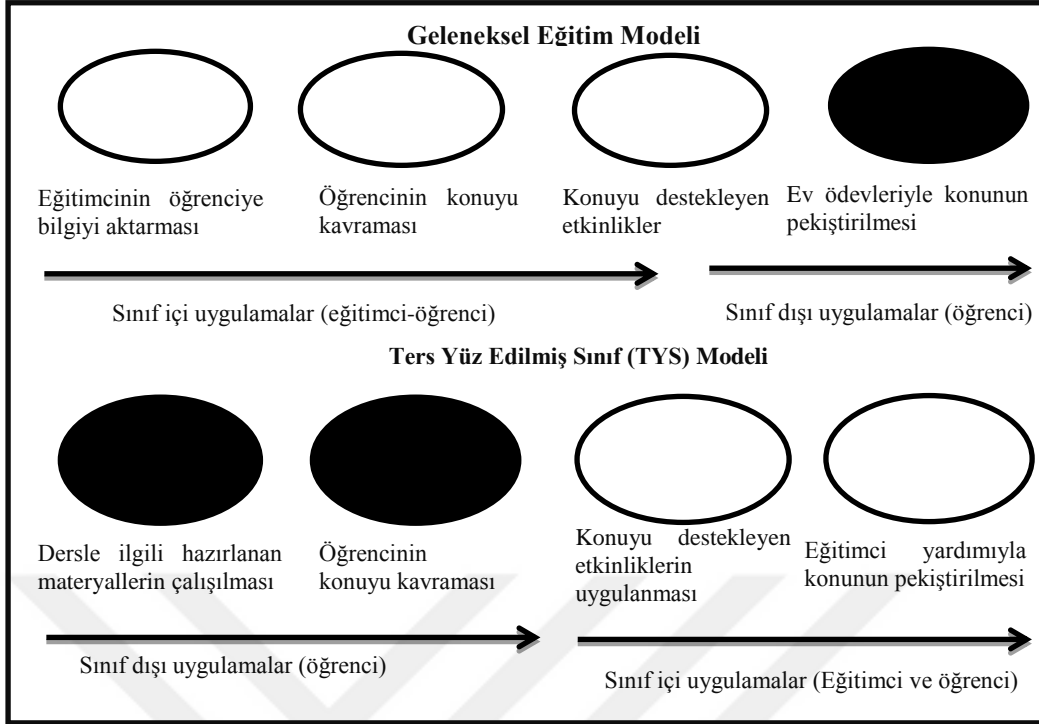 Geleneksel Eğitim Modeli
Eğitimcinin öğrenciye
bilgiyi aktarması
Öğrencinin konuyu
kavraması
Konuyu destekleyen
etkinlikler
Ev ödevleriyle konunun
pekiştirilmesi
Sınıf içi uygulamalar (eğitimci-öğrenci)
Sınıf dışı uygulamalar (öğrenci)
Ters Yüz Edilmiş Sınıf (TYS) Modeli
Dersle ilgili hazırlanan
materyallerin çalışılması
Öğrencinin
konuyu kavraması
Konuyu destekleyen
etkinliklerin
uygulanması
Eğitimci yardımıyla
konunun pekiştirilmesi
Sınıf dışı uygulamalar (öğrenci)
Sınıf içi uygulamalar (Eğitimci ve öğrenci)